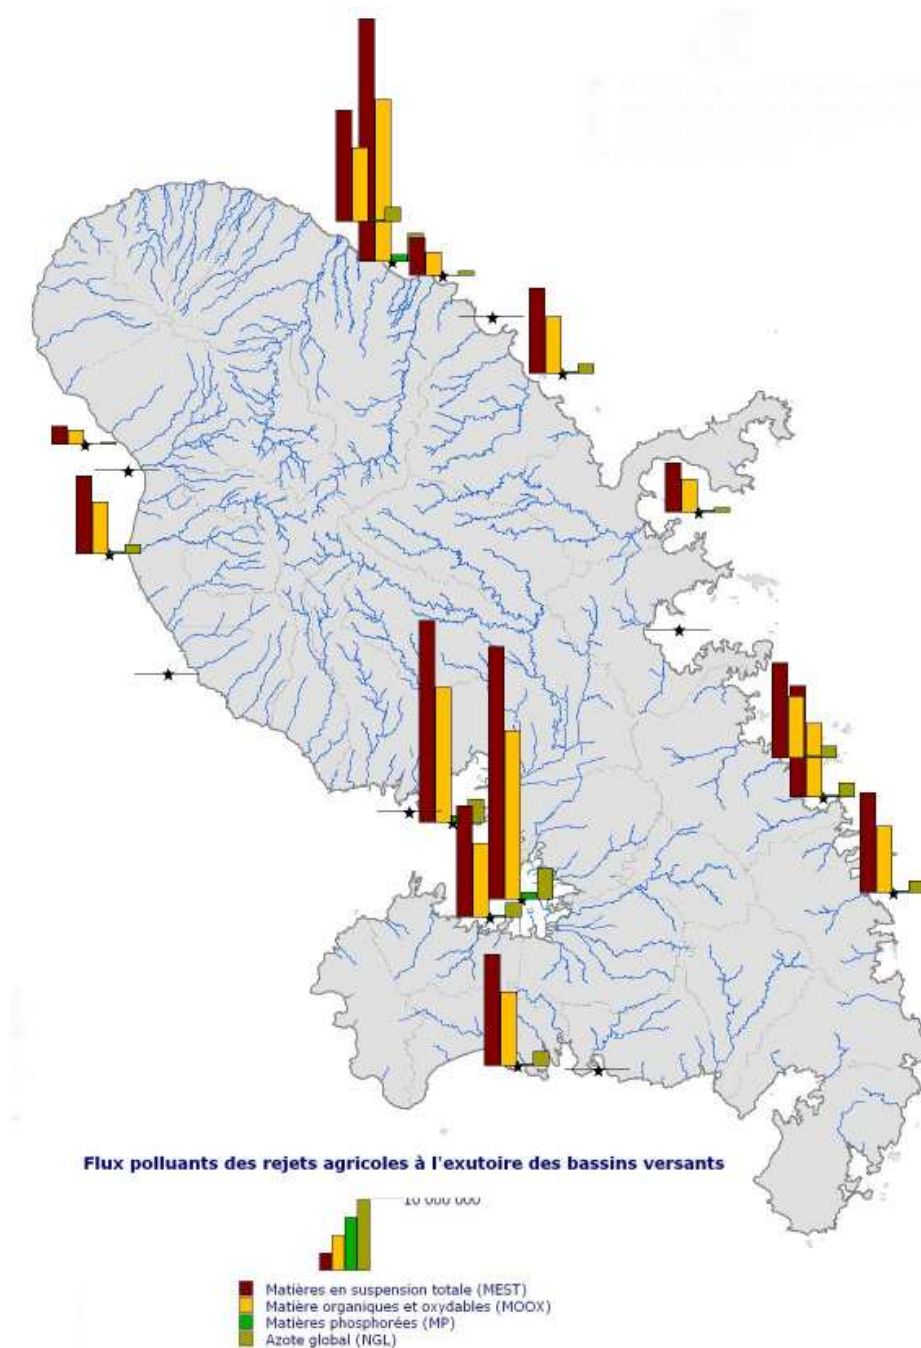 Flux polluants des rejets agricoles à l'exutoire des bassins versants
10 000 000
Matières en suspension totale (MEST)
Matière organiques et oxydables (MOOX)
Matières phosphorées (MP)
Azote global (NGL)